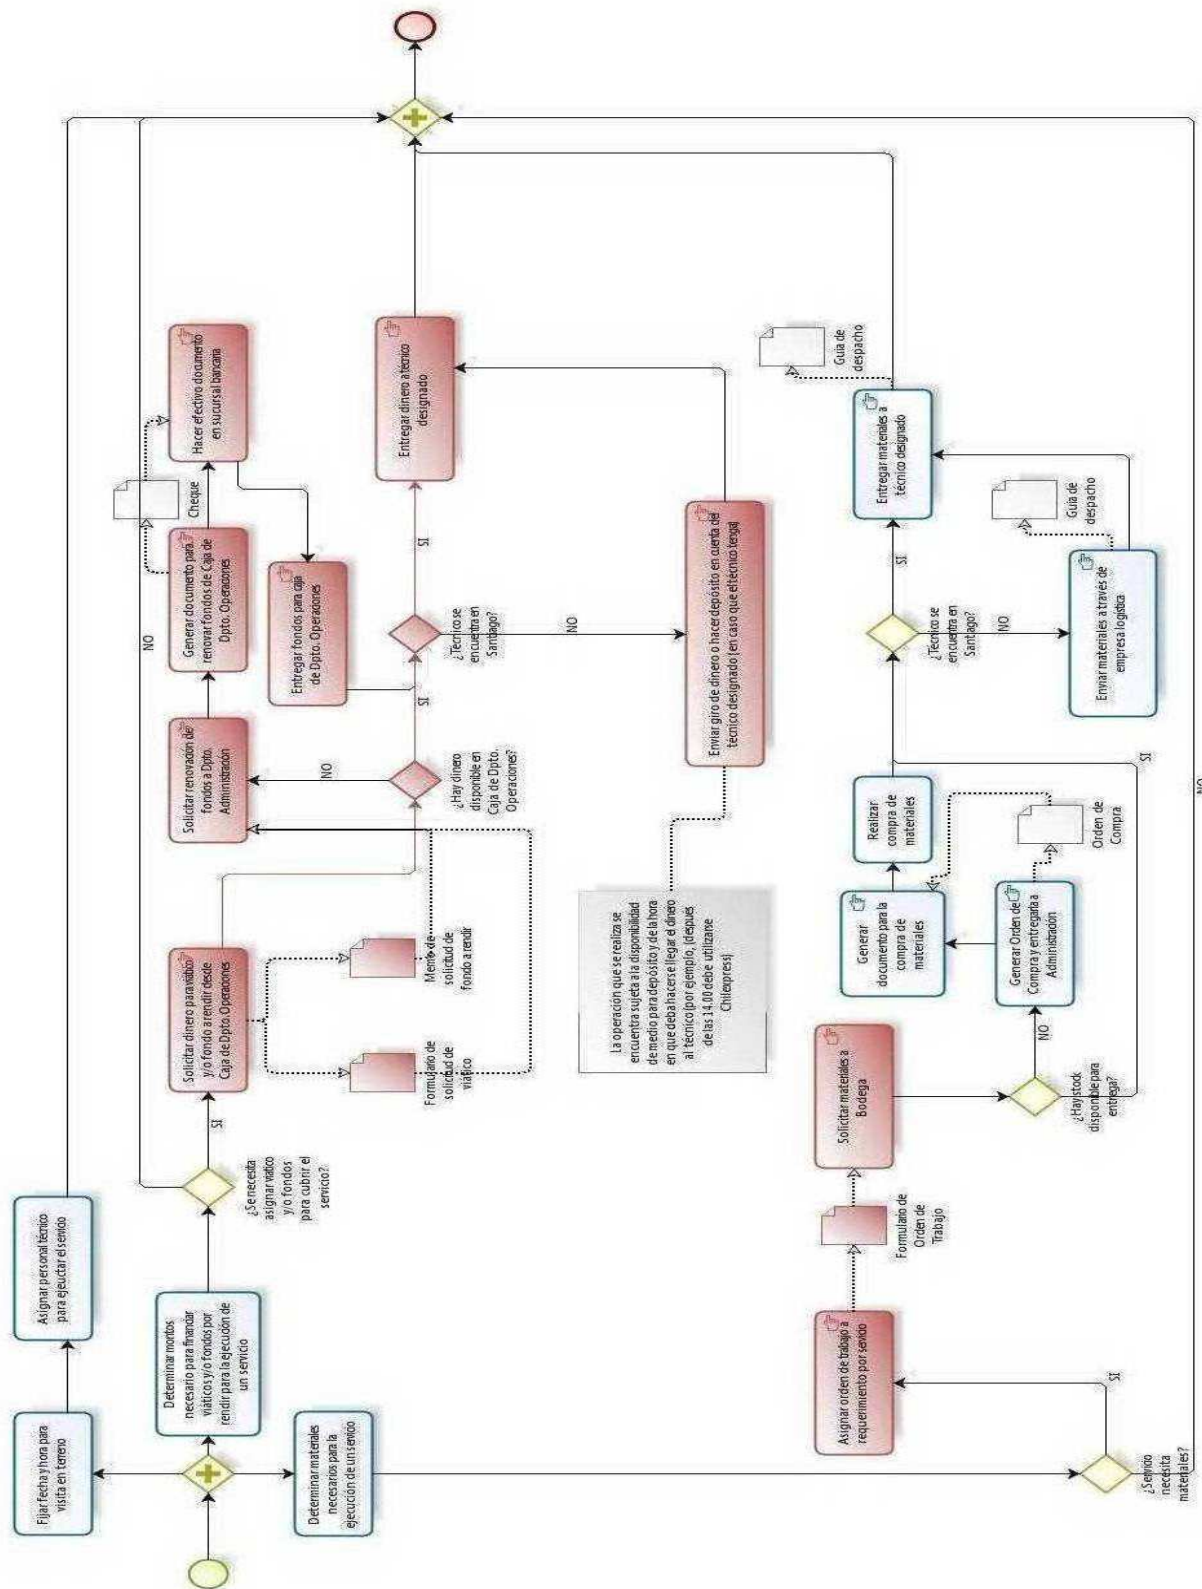 Fijar fecha y hora para
visita en terreno
Asignar personal técnico
para ejeuctar el servido
Determinar montos
necesario para financiar
viáticos y/o fondos por
rendir para la ejecución de
un servicio
Determinar materiales
necesarios para la
ejecución de un servicio
¿Se necesita
asignar viático
y/o fondos
para cubrir el
servicio?
NO
SI
Solicitar dinero para viático
y/o fondo a rendir desde
Caja de Dpto. Operaciones
Formulario de
solicitud de
viático
Memo de
solicitud de
fondo a rendir
¿Hay dinero
disponible en
Caja de Dpto.
Operaciones?
NO
SI
Solicitar renovación de
fondos a Dpto.
Administración
Generar documento para
renovar fondos de Caja de
Dpto. Operaciones
Cheque
Hacer efectivo documento
en sucursal bancaria
Entregar fondos para caja
de Dpto. Operaciones
¿Técnico se
encuentra en
Santiago?
SI
NO
Entregar dinero a técnico
designado
Enviar giro de dinero o hacer depósito en cuenta del
técnico designado (en caso que el técnico tenga)
La operación que se realiza se
encuentra sujeta a la disponibilidad
de medio para depósito y de la hora
en que deba hacerse llegar el dinero
al técnico (por ejemplo, (después
de las 14.00 debe utilizarse
Chilexpress)
¿Servicio
necesita
materiales?
SI
NO
Asignar orden de trabajo a
requerimiento por servicio
Formulario de
Orden de
Trabajo
Solicitar materiales a
Bodega
¿Hay stock
disponible para
entrega?
NO
SI
Generar Orden de
Compra y entregarla a
Administración
Orden de
Compra
Generar
documento para la
compra de
materiales
Realizar
compra de
materiales
¿Técnico se
encuentra en
Santiago?
SI
NO
Enviar materiales a través de
empresa logística
Guía de
despacho
Entregar materiales a
técnico designado
Guía de
despacho